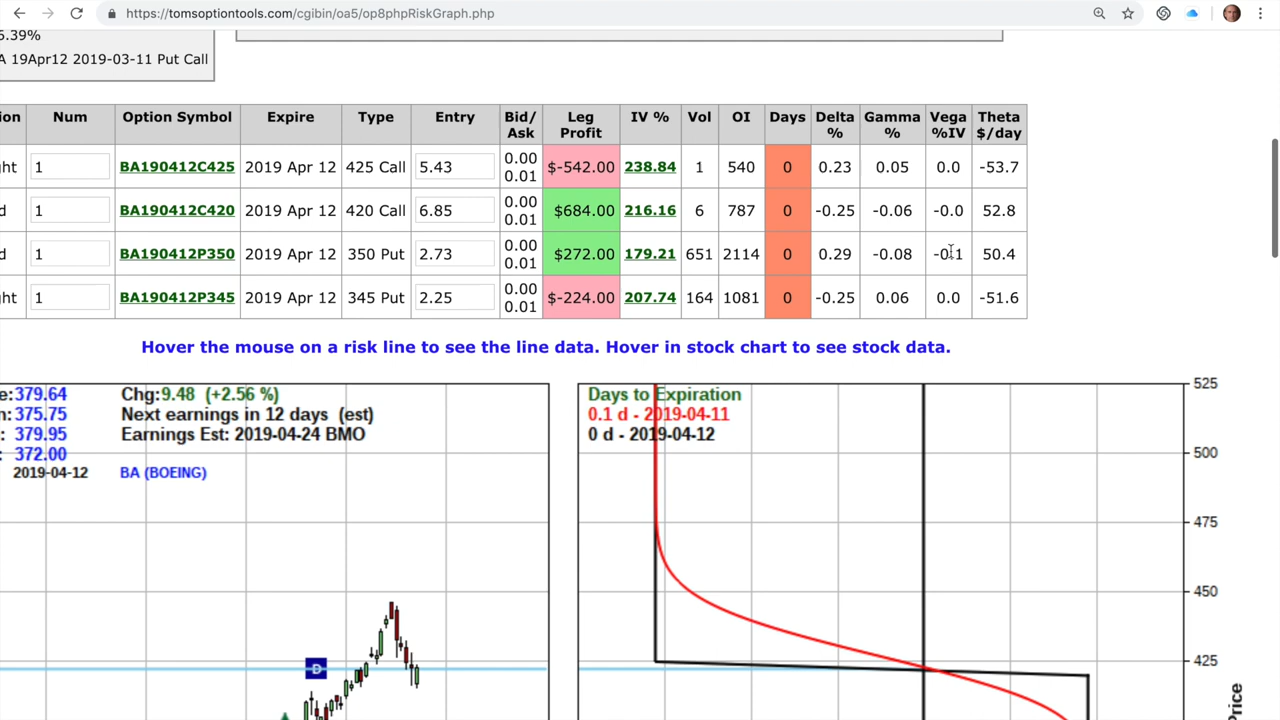 https://tomsoptiontools.com/cgibin/oa5/op8phpRiskGraph.php
5.39%
A 19Apr12 2019-03-11 Put Call
ion Num Option Symbol Expire Type Entry Bid/ Ask Leg Profit IV % Vol OI Days Delta % Gamma % Vega %IV Theta $/day
ght 1 BA190412C425 2019 Apr 12 425 Call 5.43 0.00 0.01 $-542.00 238.84 1 540 0 0.23 0.05 0.0 -53.7
d 1 BA190412C420 2019 Apr 12 420 Call 6.85 0.00 0.01 $684.00 216.16 6 787 0 -0.25 -0.06 -0.0 52.8
d 1 BA190412P350 2019 Apr 12 350 Put 2.73 0.00 0.01 $272.00 179.21 651 2114 0 0.29 -0.08 -0.1 50.4
ght 1 BA190412P345 2019 Apr 12 345 Put 2.25 0.00 0.01 $-224.00 207.74 164 1081 0 -0.25 0.06 0.0 -51.6
Hover the mouse on a risk line to see the line data. Hover in stock chart to see stock data.
e:379.64 Chg:9.48 (+2.56 %)
n:375.75 Next earnings in 12 days (est)
: 379.95 Earnings Est: 2019-04-24 BMO
: 372.00
2019-04-12 BA (BOEING)
D
Days to Expiration
0.1 d - 2019-04-11
0 d - 2019-04-12
525
500
475
450
425
Price